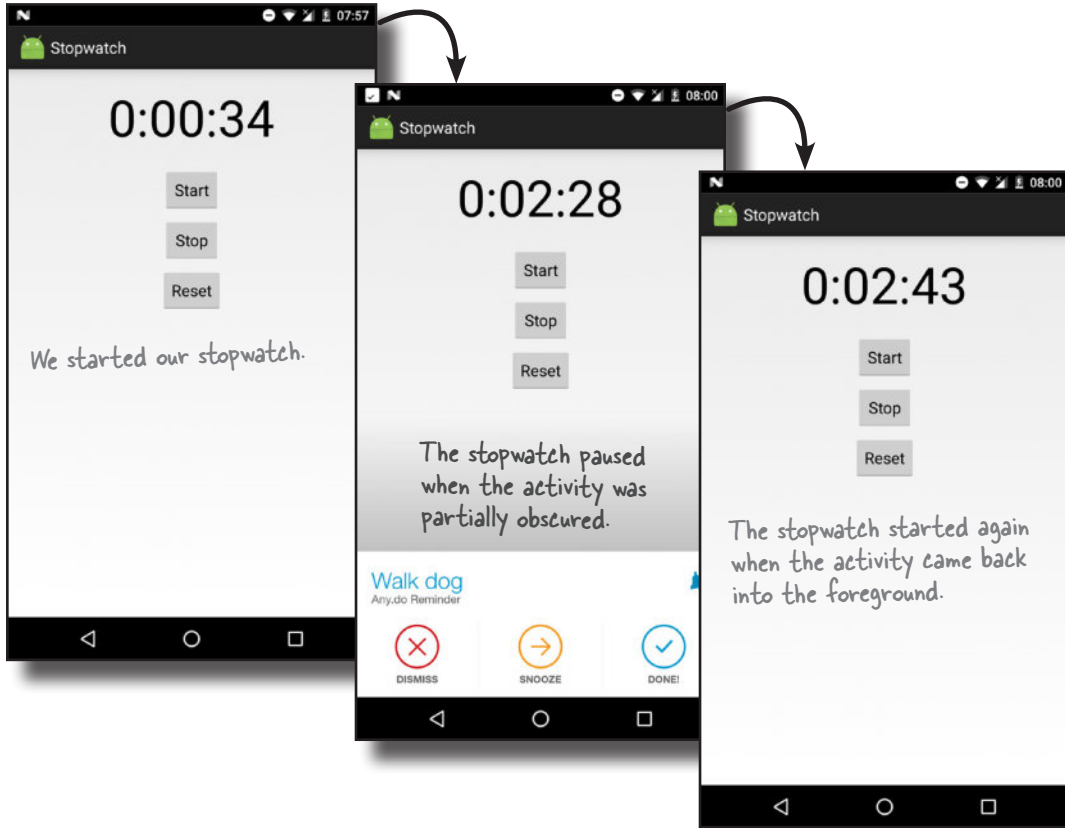 07:57
Stopwatch
0:00:34
Start
Stop
Reset
We started our stopwatch.
08:00
Stopwatch
0:02:28
Start
Stop
Reset
The stopwatch paused
when the activity was
partially obscured.
Walk dog
Any.do Reminder
DISMISS
SNOOZE
DONE!
08:00
Stopwatch
0:02:43
Start
Stop
Reset
The stopwatch started again
when the activity came back
into the foreground.